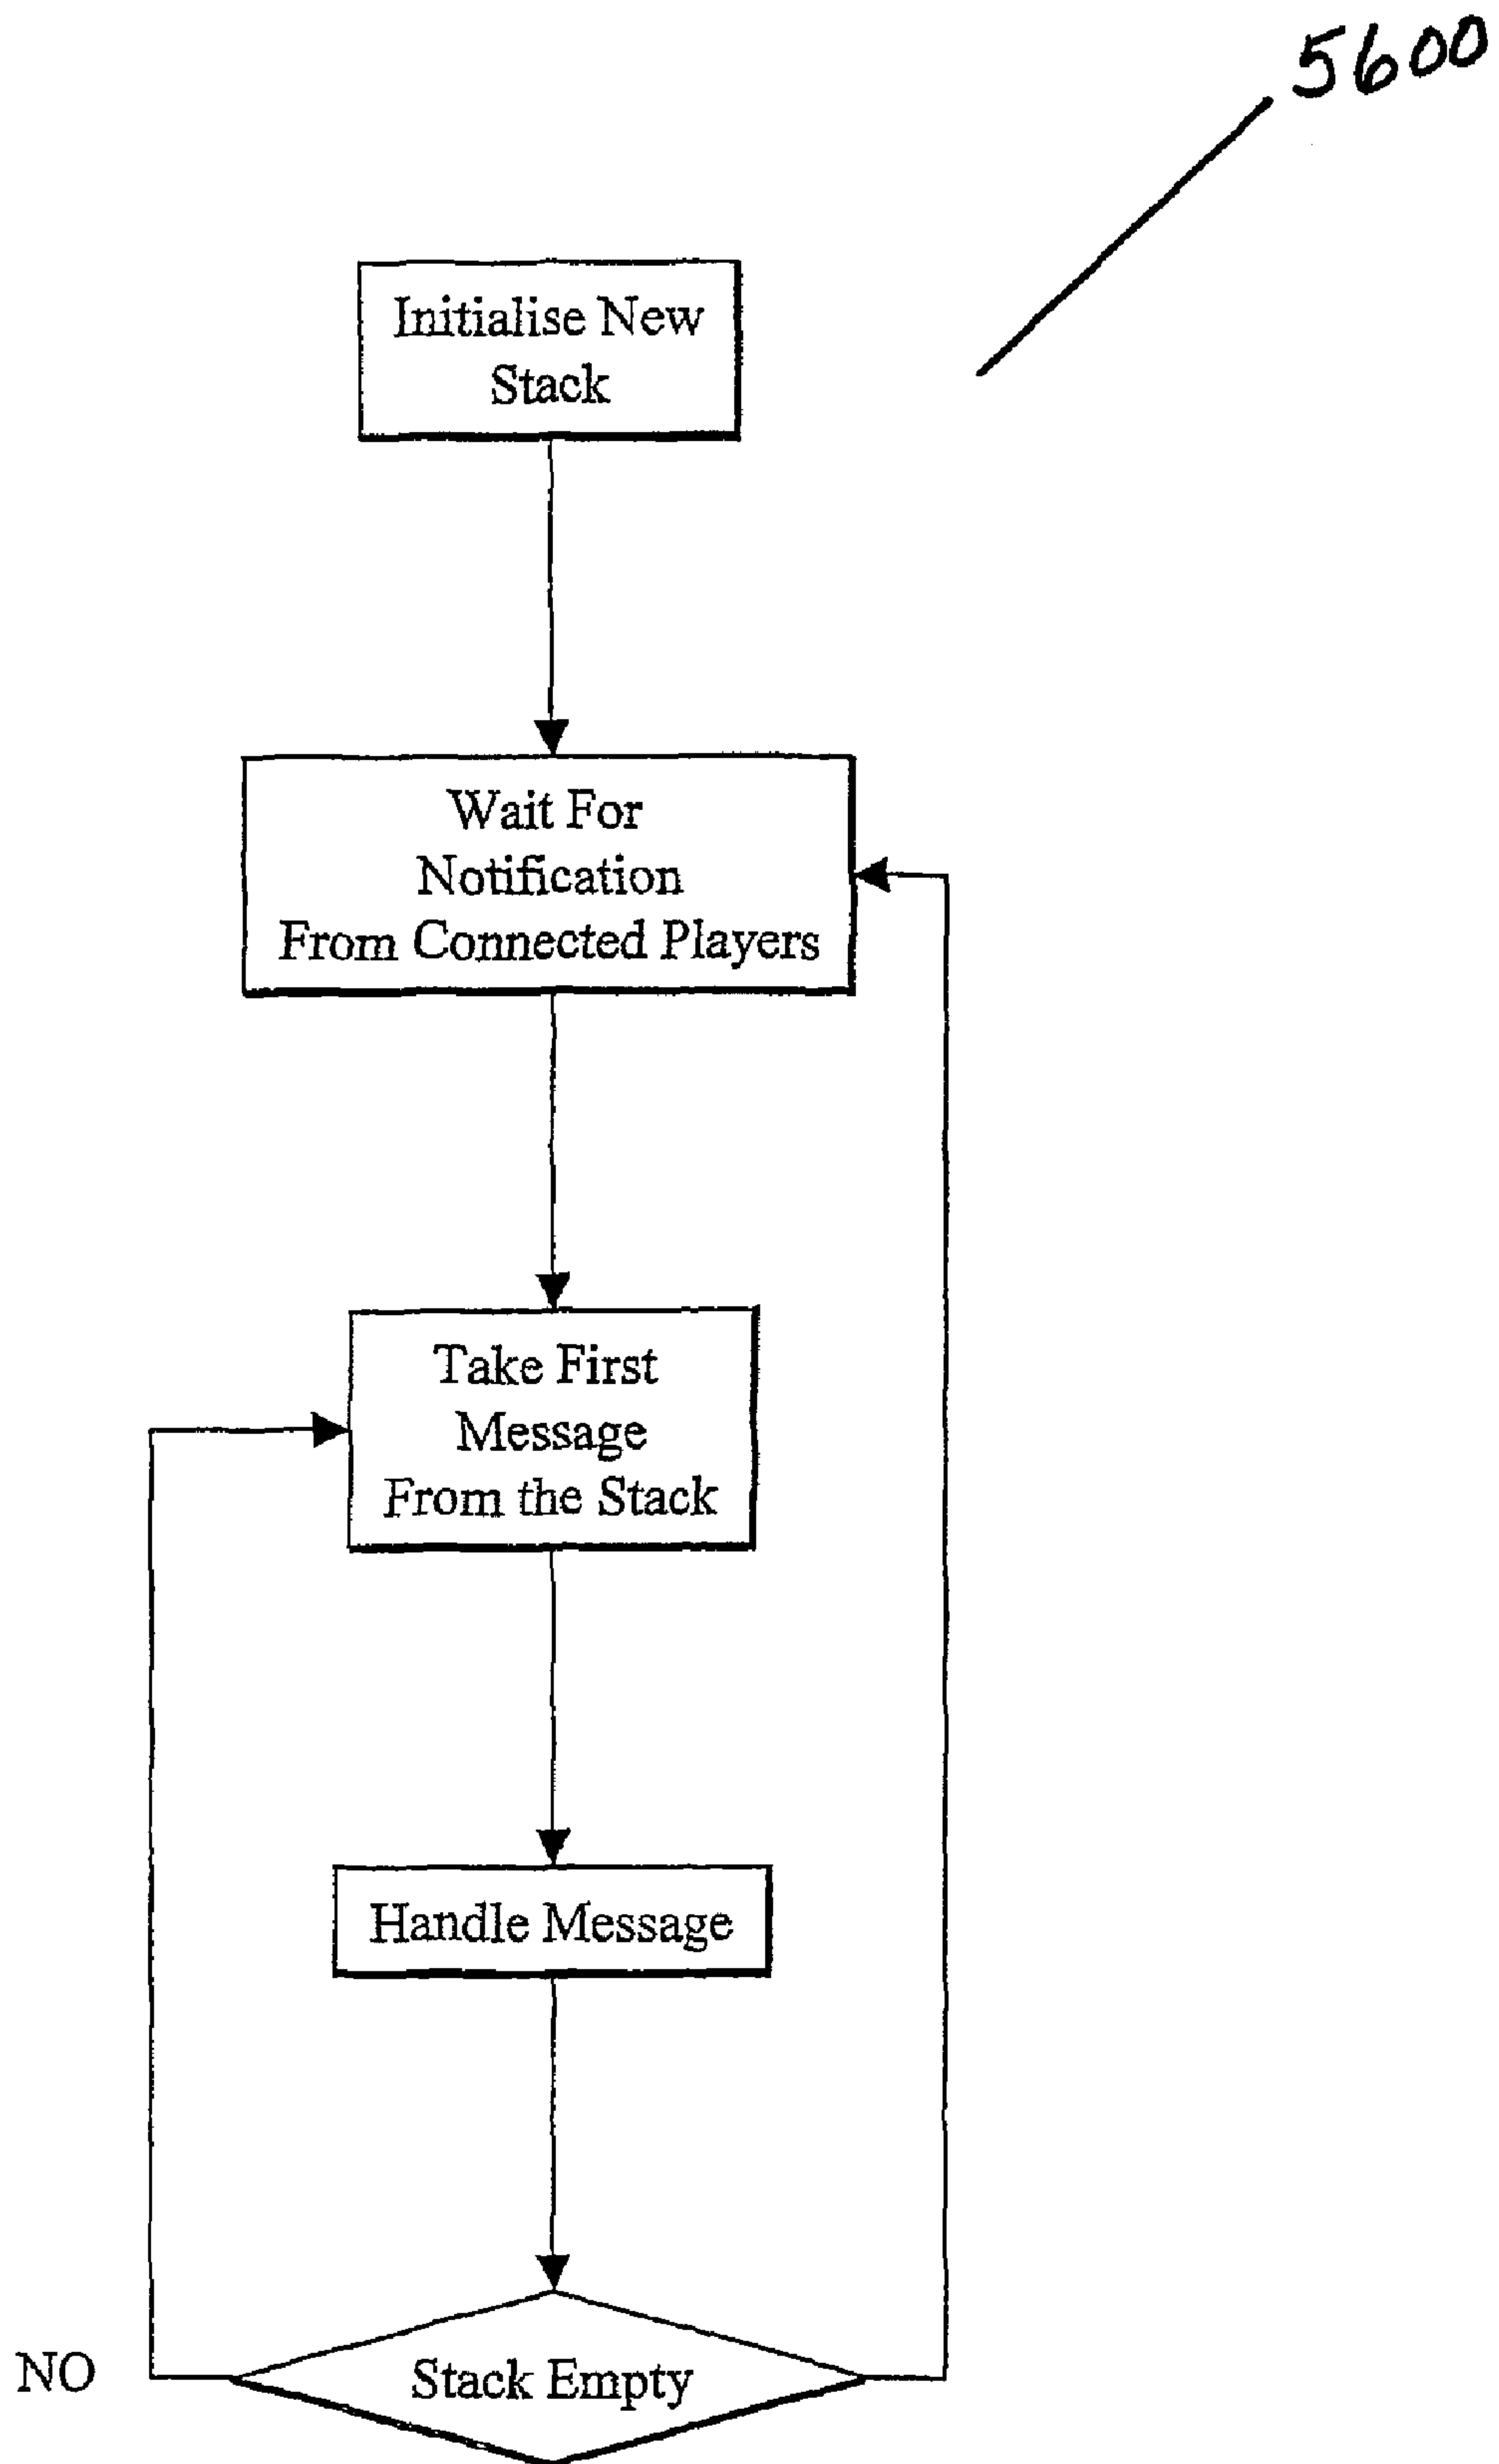 5600
Initialise New
Stack
Wait For
Notification
From Connected Players
Take First
Message
From the Stack
Handle Message
NO
Stack Empty